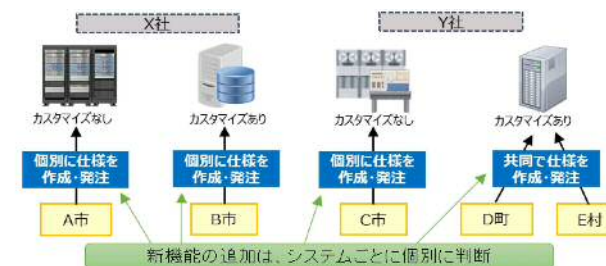 X社
Y社
カスタマイズなし
カスタマイズあり
カスタマイズなし
カスタマイズあり
個別に仕様を
作成・発注
個別に仕様を
作成・発注
個別に仕様を
作成・発注
共同で仕様を
作成・発注
A市
B市
C市
D町
E村
新機能の追加は、システムごとに個別に判断